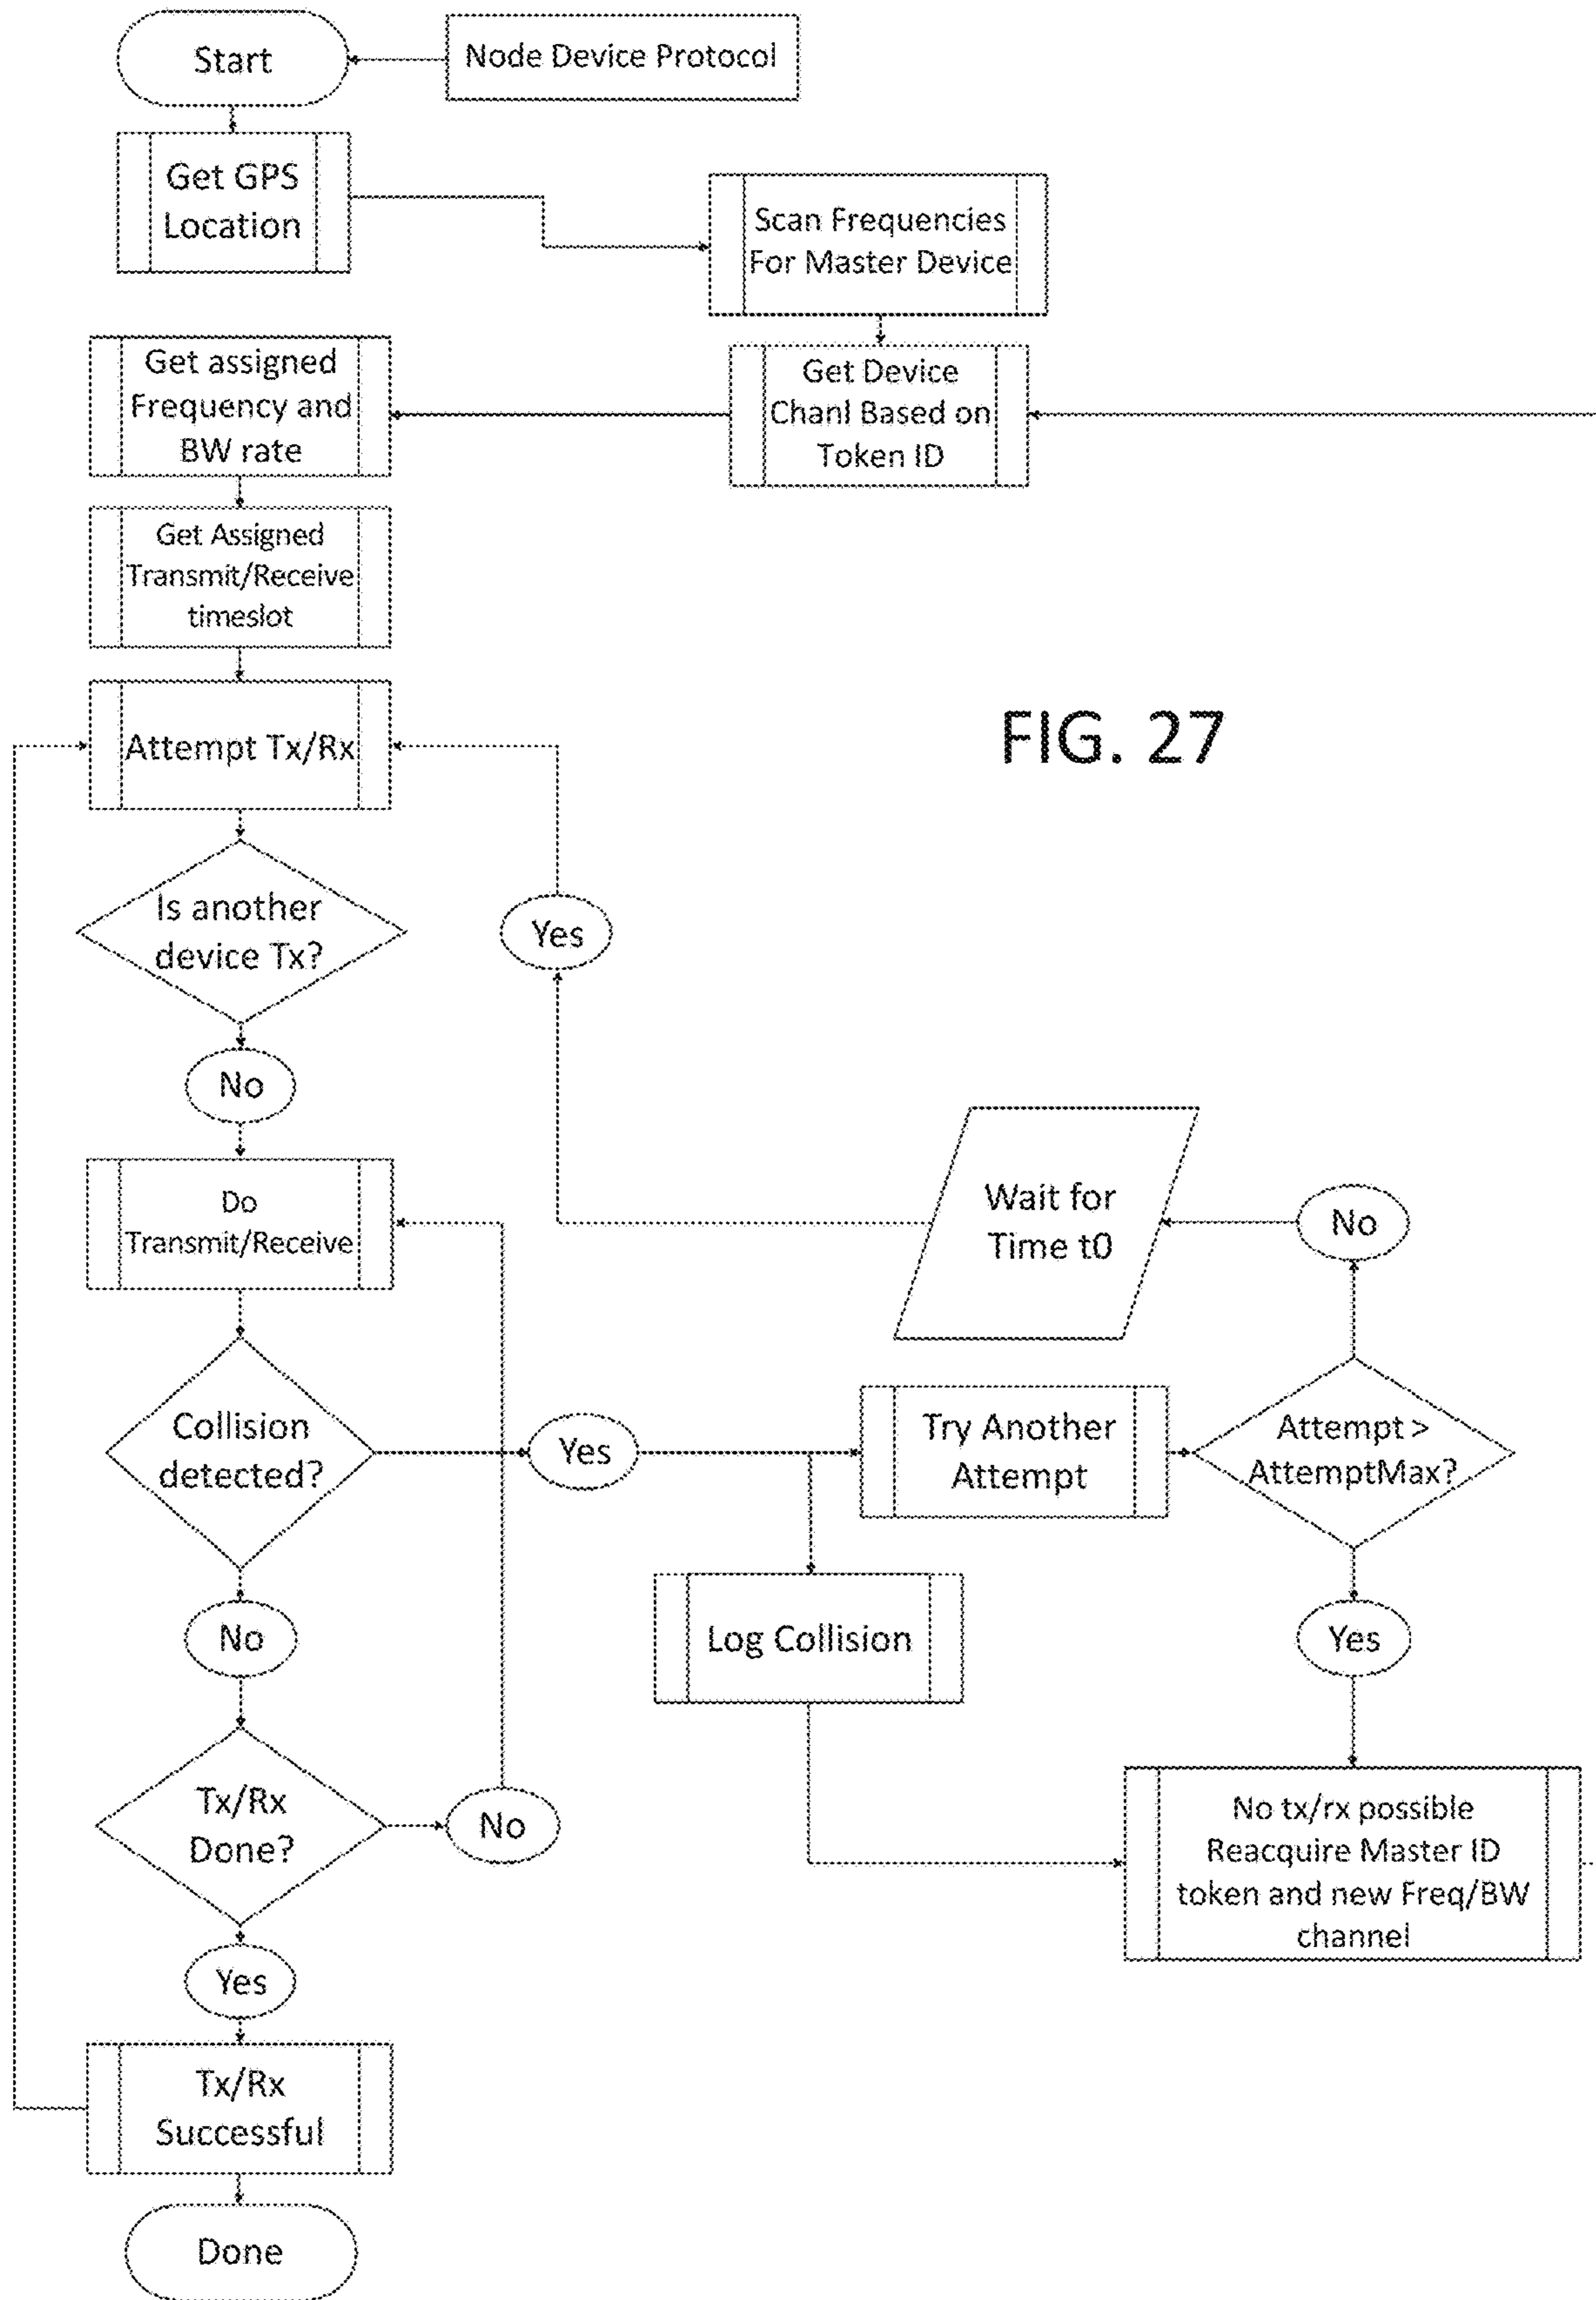 Start
Node Device Protocol
Get GPS
Location
Scan Frequencies
For Master Device
Get assigned
Frequency and
BW rate
Get Device
Chanl Based on
Token ID
Get Assigned
Transmit/Receive
timeslot
Attempt Tx/Rx
FIG. 27
Is another
device Tx?
Yes
No
Do
Transmit/Receive
Wait for
Time t0
No
Collision
detected?
Yes
Try Another
Attempt
Attempt >
AttemptMax?
No
Log Collision
Yes
Tx/Rx
Done?
No
No tx/rx possible
Reacquire Master ID
token and new Freq/BW
channel
Yes
Tx/Rx
Successful
Done